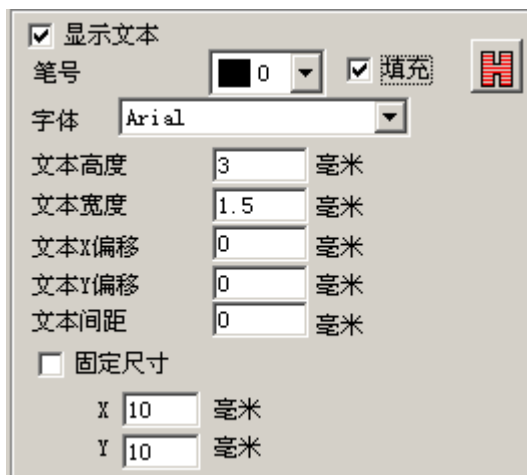 显示文本
笔号 0 填充
字体 Arial
文本高度 3 毫米
文本宽度 1.5 毫米
文本X偏移 0 毫米
文本Y偏移 0 毫米
文本间距 0 毫米
固定尺寸
X 10 毫米
Y 10 毫米